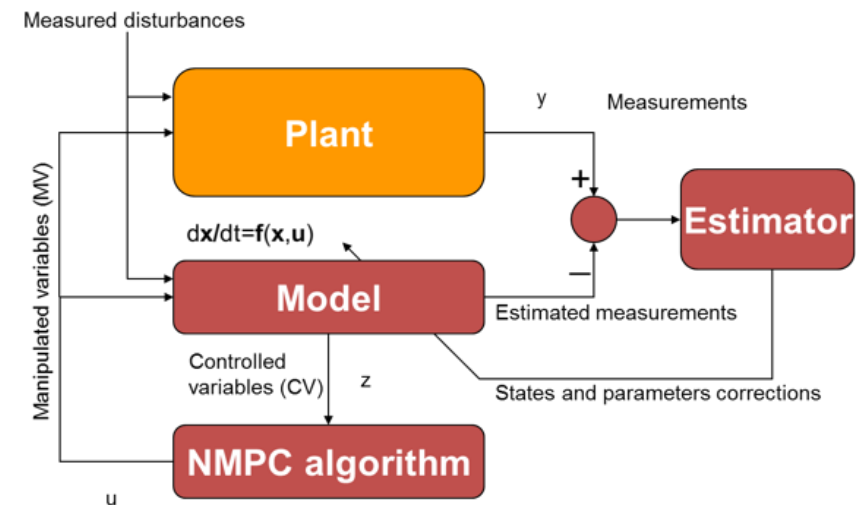 Measured disturbances
Plant
y
Measurements
+
Estimator
Manipulated variables (MV)
dx/dt=f(x,u)
Model
–
Estimated measurements
Controlled
variables (CV)
z
States and parameters corrections
NMPC algorithm
u